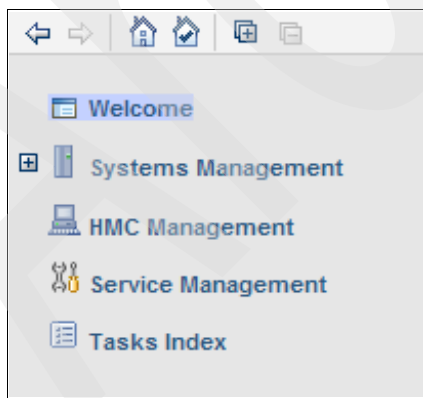 Welcome
Systems Management
HMC Management
Service Management
Tasks Index